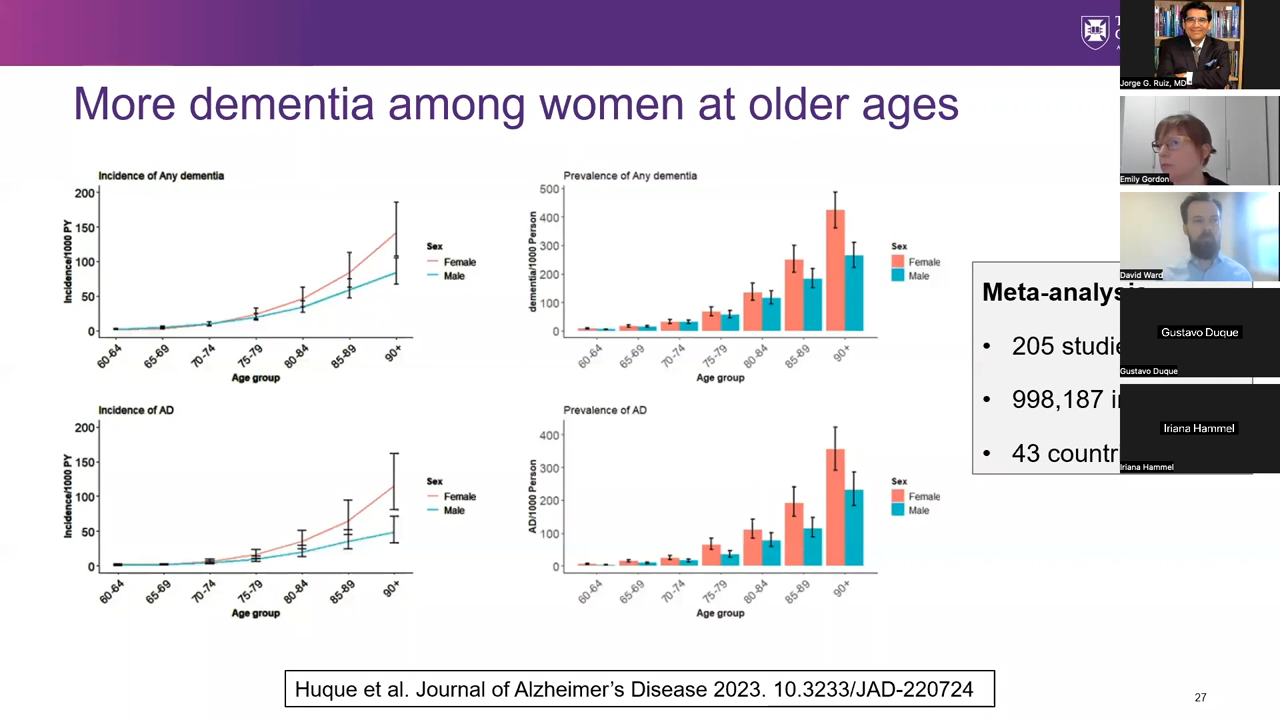 More dementia among women at older ages
Incidence of Any dementia
200
150
100
50
0
Incidence/1000 PY
60-64
65-69
70-74
75-79
80-84
85-89
90+
Age group
Sex
Female
Male
Prevalence of Any dementia
500
400
300
200
100
0
dementia/1000 Person
60-64
65-69
70-74
75-79
80-84
85-89
90+
Age group
Sex
Female
Male
Incidence of AD
200
150
100
50
0
Incidence/1000 PY
60-64
65-69
70-74
75-79
80-84
85-89
90+
Age group
Sex
Female
Male
Prevalence of AD
400
300
200
100
0
AD/1000 Person
60-64
65-69
70-74
75-79
80-84
85-89
90+
Age group
Sex
Female
Male
Meta-analysis
• 205 studie
• 998,187 i
• 43 countr
Huque et al. Journal of Alzheimer’s Disease 2023. 10.3233/JAD-220724
27
Jorge G. Ruiz, MD
Emily Gordon
David Ward
Gustavo Duque
Gustavo Duque
Iriana Hammel
Iriana Hammel